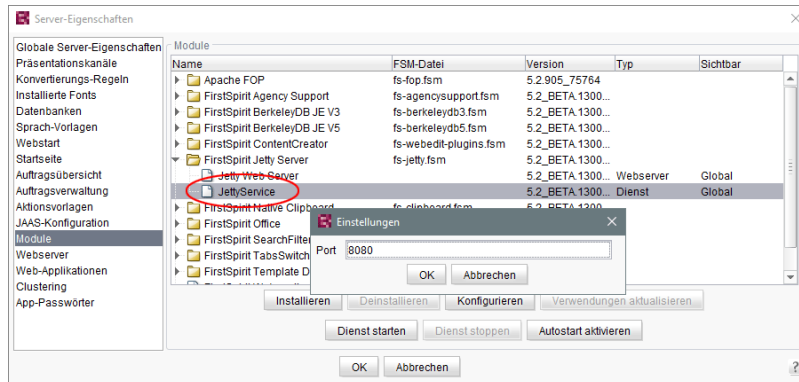 Server-Eigenschaften
Globale Server-Eigenschaften
Präsentationskanäle
Konvertierungs-Regeln
Installierte Fonts
Datenbanken
Sprach-Vorlagen
Webstart
Startseite
Auftragsübersicht
Auftragsverwaltung
Aktionsvorlagen
JAAS-Konfiguration
Module
Webserver
Web-Applikationen
Clustering
App-Passwörter
Module
Name FSM-Datei Version Typ Sichtbar
Apache FOP fs-fop.fsm 5.2.905_75764
FirstSpirit Agency Support fs-agencysupport.fsm 5.2_BETA.1300...
FirstSpirit BerkeleyDB JE V3 fs-berkeleydb3.fsm 5.2_BETA.1300...
FirstSpirit BerkeleyDB JE V5 fs-berkeleydb5.fsm 5.2_BETA.1300...
FirstSpirit ContentCreator fs-webedit-plugins.fsm 5.2_BETA.1300...
FirstSpirit Jetty Server fs-jetty.fsm 5.2_BETA.1300...
Jetty Web Server 5.2_BETA.1300... Webserver Global
JettyService 5.2_BETA.1300... Dienst Global
FirstSpirit Native Clipboard fs-clipboard.fsm 5.2_BETA.1300...
FirstSpirit Office
FirstSpirit SearchFilter
FirstSpirit TabsSwitch
FirstSpirit Template D
Einstellungen
Port 8080
OK Abbrechen
Installieren Deinstallieren Konfigurieren Verwendungen aktualisieren
Dienst starten Dienst stoppen Autostart aktivieren
OK Abbrechen
?